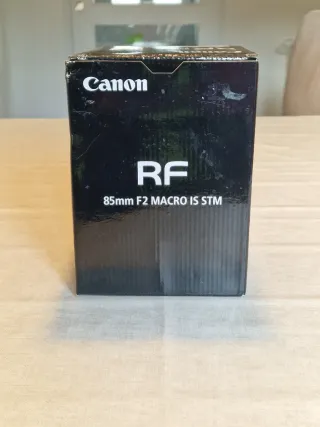 Canon
RF
85mm F2 MACRO IS STM